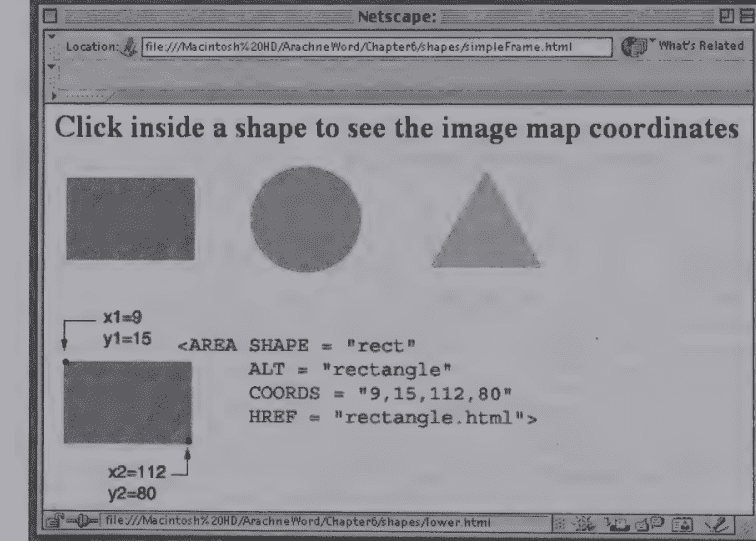 Netscape:
Location: file:///Macintosh%20HD/ArachneWord/Chapter6/shapes/simpleFrame.html What's Related
Click inside a shape to see the image map coordinates
x1=9
y1=15
<AREA SHAPE = "rect"
ALT = "rectangle"
COORDS = "9,15,112,80"
HREF = "rectangle.html">
x2=112
y2=80
file:///Macintosh%20HD/ArachneWord/Chapter6/shapes/lower.html